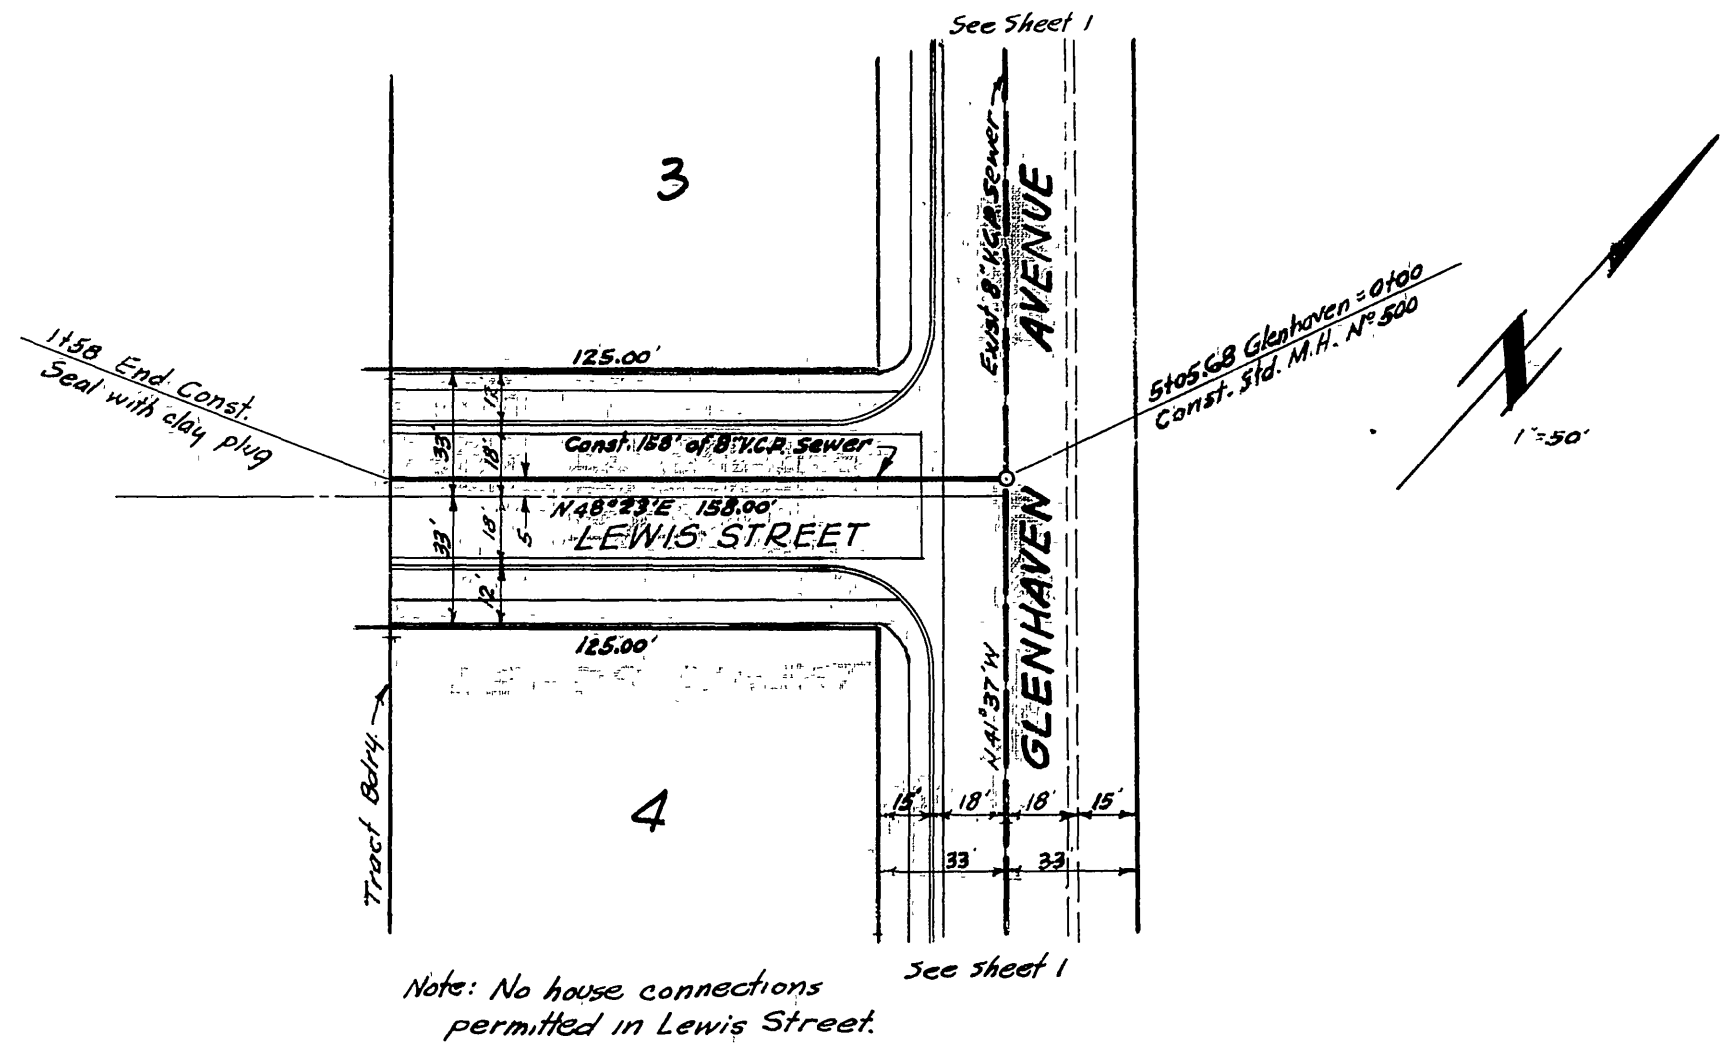 See Sheet 1
3
Exist. 8" V.C.P. Sewer
AVENUE
5+05.68 Glenhaven = 0+00
Const. Std. M.H. Nº 500
1"=50'
1+58 End Const.
Seal with clay plug
125.00'
12'
33'
18'
Const. 158' of 8" V.C.P. Sewer
N 48°23'E 158.00'
LEWIS STREET
33'
18'
5
12'
125.00'
GLENHAVEN
N 41°37'W
Tract Bdry.
4
15' 18' 18' 15'
33' 33
See Sheet 1
Note: No house connections
permitted in Lewis Street.